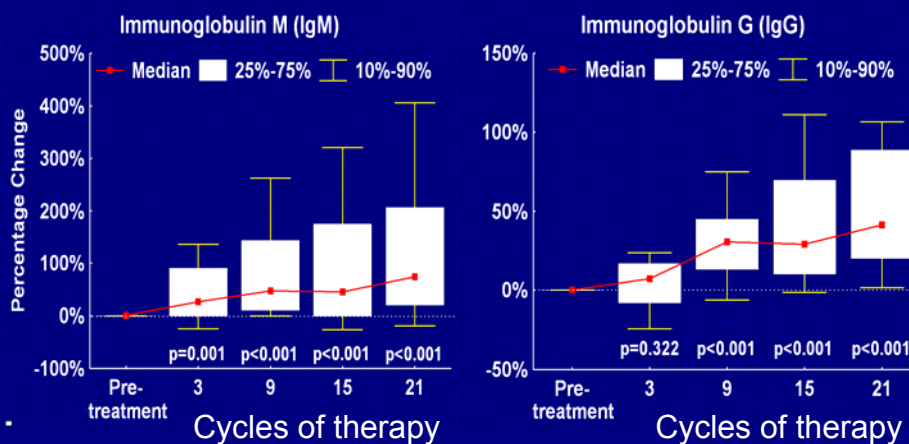 Immunoglobulin M (IgM)
500%
Median 25%-75% 10%-90%
400%
300%
200%
100%
0%
-100%
Percentage Change
p=0.001 p<0.001 p<0.001 p<0.001
Pre-treatment 3 9 15 21
Cycles of therapy
Immunoglobulin G (IgG)
150%
Median 25%-75% 10%-90%
100%
50%
0%
-50%
p=0.322 p<0.001 p<0.001 p<0.001
Pre-treatment 3 9 15 21
Cycles of therapy